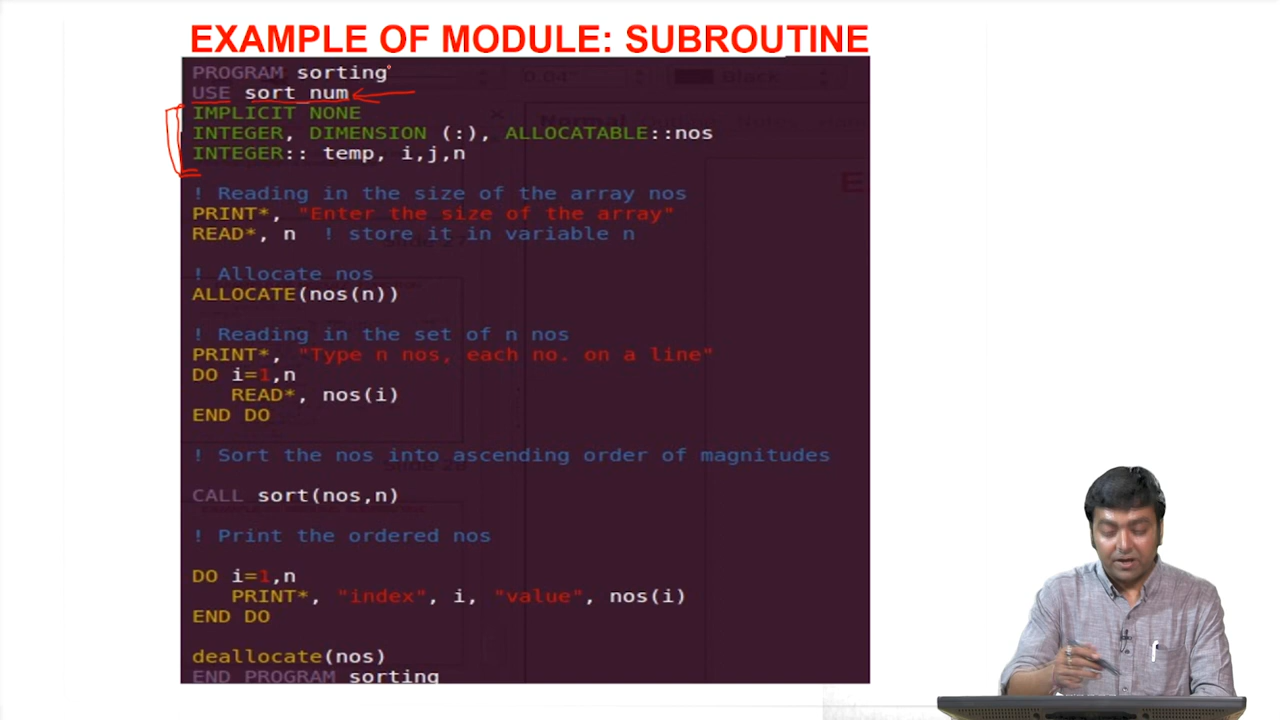 EXAMPLE OF MODULE: SUBROUTINE
PROGRAM sorting
USE sort_num
IMPLICIT NONE
INTEGER, DIMENSION (:), ALLOCATABLE::nos
INTEGER:: temp, i,j,n
! Reading in the size of the array nos
PRINT*, "Enter the size of the array"
READ*, n  ! store it in variable n
! Allocate nos
ALLOCATE(nos(n))
! Reading in the set of n nos
PRINT*, "Type n nos, each no. on a line"
DO i=1,n
READ*, nos(i)
END DO
! Sort the nos into ascending order of magnitudes
CALL sort(nos,n)
! Print the ordered nos
DO i=1,n
PRINT*, "index", i, "value", nos(i)
END DO
deallocate(nos)
END PROGRAM sorting